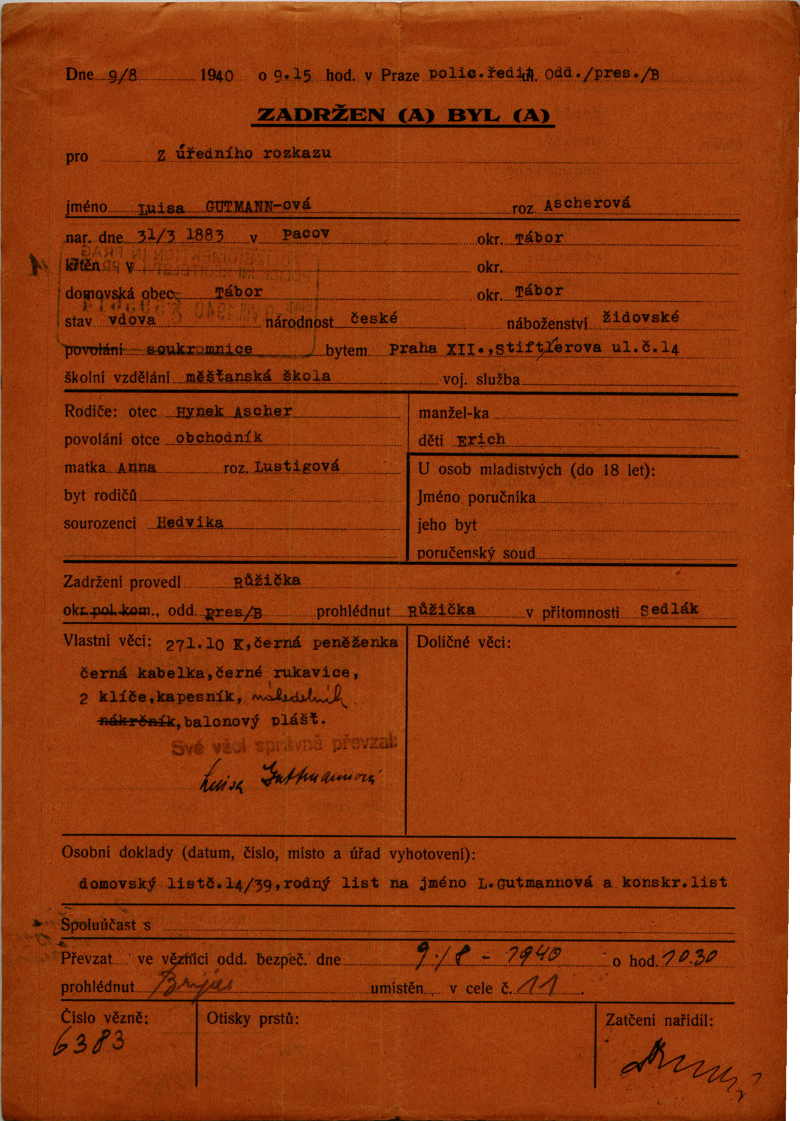 Dne 9/8 1940 o 9.15 hod. v Praze polic.ředit. odd./pres./B
ZADRŽEN (A) BYL (A)
pro z úředního rozkazu
jméno Luisa GUTMANN-ová roz Ascherová
nar. dne 31/3 1883 v Pacov okr. Tábor
křtěn v okr.
domovská obec Tábor okr. Tábor
stav vdova národnost české náboženství židovské
povolání soukromnice bytem Praha XII., Stiftlerova ul.č.14
školní vzdělání měšťanská škola voj. služba
Rodiče: otec Hynek Ascher
povolání otce obchodník
matka Anna roz. Lustigová
byt rodičů
sourozenci Hedvika
manžel-ka
děti Erich
U osob mladistvých (do 18 let):
Jméno poručníka
jeho byt
poručenský soud
Zadržení provedl Růžička
okr. pol. kom., odd. pres/B prohlédnut Růžička v přítomnosti Sedlák
Vlastní věci: 271.10 K, černá peněženka
černá kabelka, černé rukavice,
2 klíče, kapesník,
nákrčník, balonový plášť.
Své věci správně převzal:
Luisa Guttmannová
Doličné věci:
Osobní doklady (datum, číslo, místo a úřad vyhotovení):
domovský listč.14/39, rodný list na jméno L.Gutmannová a konskr.list
Spoluúčast s
Převzat ve věznici odd. bezpeč. dne 9./8 - 1940 o hod. 10.30
prohlédnut umístěn v cele č. 11.
Číslo vězně:
6383
Otisky prstů:
Zatčení nařídil: